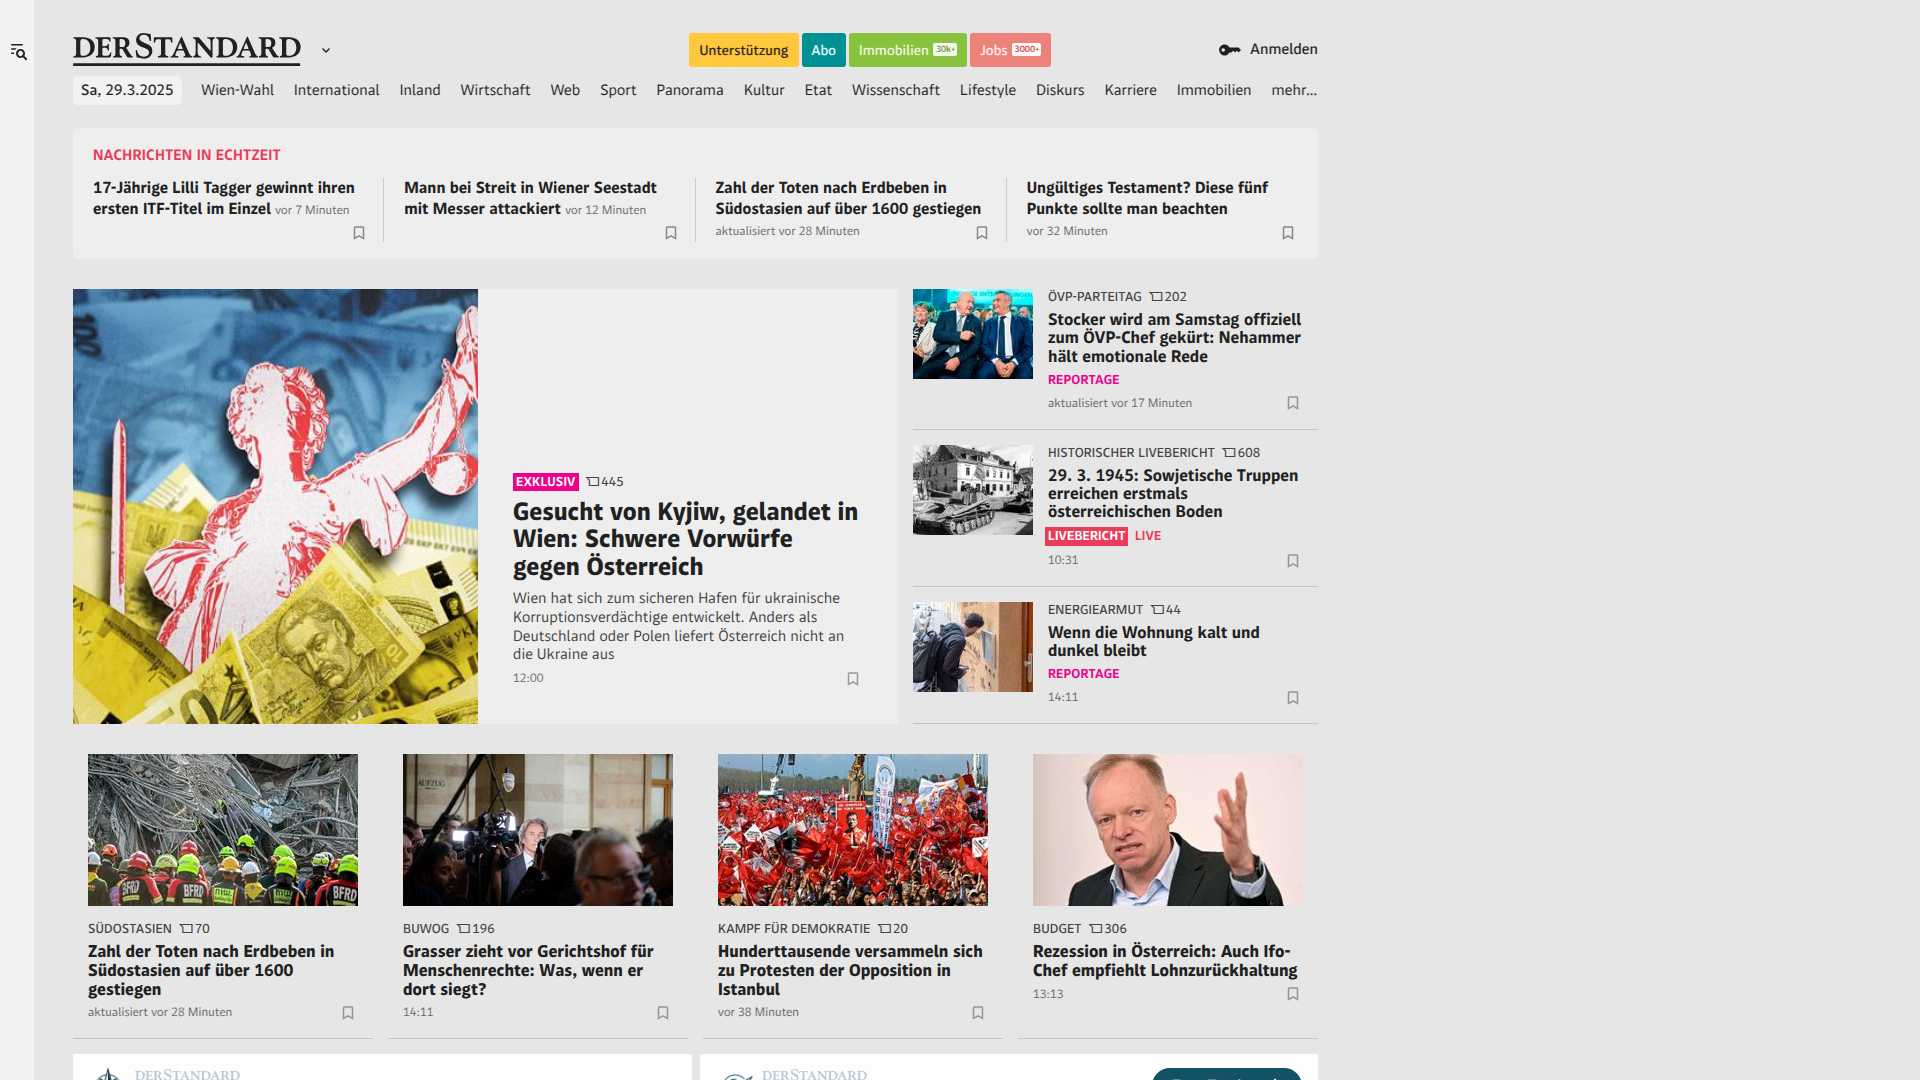 DERSTANDARD
Unterstützung
Abo
Immobilien 30k+
Jobs 3000+
Anmelden
Sa, 29.3.2025
Wien-Wahl
International
Inland
Wirtschaft
Web
Sport
Panorama
Kultur
Etat
Wissenschaft
Lifestyle
Diskurs
Karriere
Immobilien
mehr...
NACHRICHTEN IN ECHTZEIT
17-Jährige Lilli Tagger gewinnt ihren
ersten ITF-Titel im Einzel vor 7 Minuten
Mann bei Streit in Wiener Seestadt
mit Messer attackiert vor 12 Minuten
Zahl der Toten nach Erdbeben in
Südostasien auf über 1600 gestiegen
aktualisiert vor 28 Minuten
Ungültiges Testament? Diese fünf
Punkte sollte man beachten
vor 32 Minuten
EXKLUSIV 445
Gesucht von Kyjiw, gelandet in
Wien: Schwere Vorwürfe
gegen Österreich
Wien hat sich zum sicheren Hafen für ukrainische
Korruptionsverdächtige entwickelt. Anders als
Deutschland oder Polen liefert Österreich nicht an
die Ukraine aus
12:00
ÖVP-PARTEITAG 202
Stocker wird am Samstag offiziell
zum ÖVP-Chef gekürt: Nehammer
hält emotionale Rede
REPORTAGE
aktualisiert vor 17 Minuten
HISTORISCHER LIVEBERICHT 608
29. 3. 1945: Sowjetische Truppen
erreichen erstmals
österreichischen Boden
LIVEBERICHT LIVE
10:31
ENERGIEARMUT 44
Wenn die Wohnung kalt und
dunkel bleibt
REPORTAGE
14:11
BFRD
BFRD
BFRD
SÜDOSTASIEN 70
Zahl der Toten nach Erdbeben in
Südostasien auf über 1600
gestiegen
aktualisiert vor 28 Minuten
AUFZUG
BUWOG 196
Grasser zieht vor Gerichtshof für
Menschenrechte: Was, wenn er
dort siegt?
14:11
KAMPF FÜR DEMOKRATIE 20
Hunderttausende versammeln sich
zu Protesten der Opposition in
Istanbul
vor 38 Minuten
BUDGET 306
Rezession in Österreich: Auch Ifo-
Chef empfiehlt Lohnzurückhaltung
13:13
DERSTANDARD
DERSTANDARD